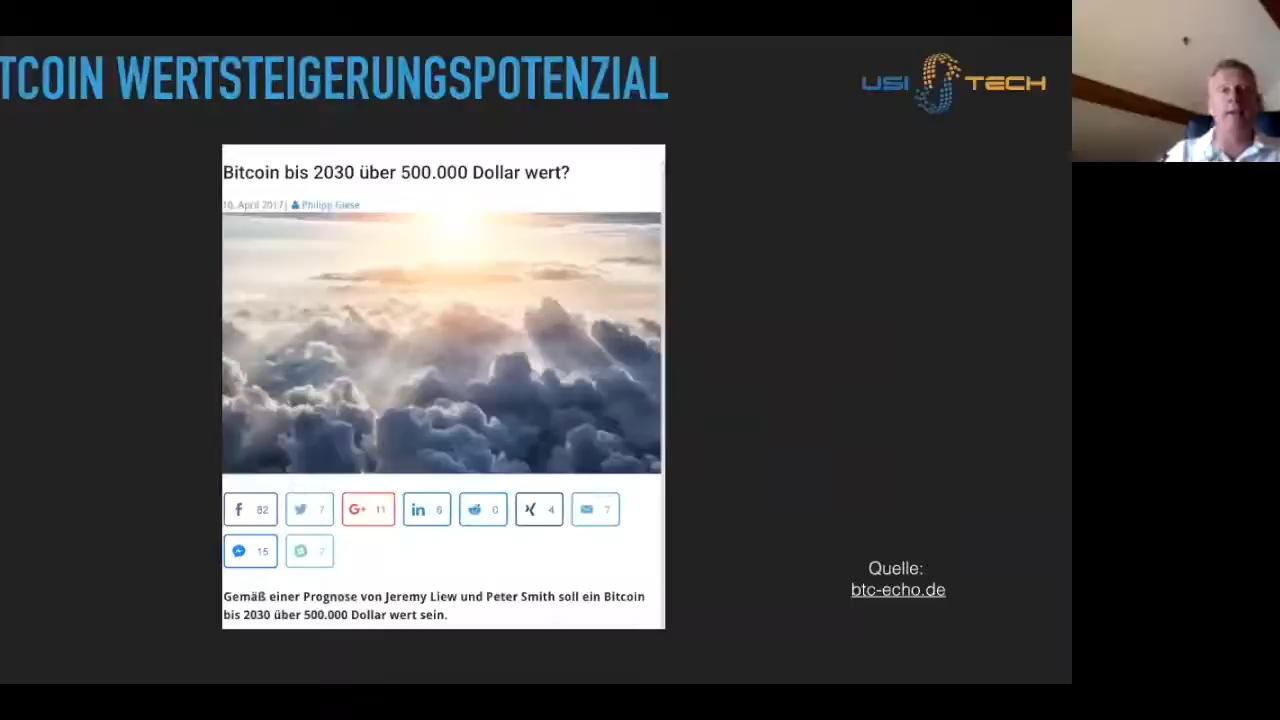 TCOIN WERTSTEIGERUNGSPOTENZIAL
USI TECH
Bitcoin bis 2030 über 500.000 Dollar wert?
10. April 2017| Philipp Giese
82 7 G+ 11 in 6 0 4 7
15 7
Gemäß einer Prognose von Jeremy Liew und Peter Smith soll ein Bitcoin
bis 2030 über 500.000 Dollar wert sein.
Quelle:
btc-echo.de